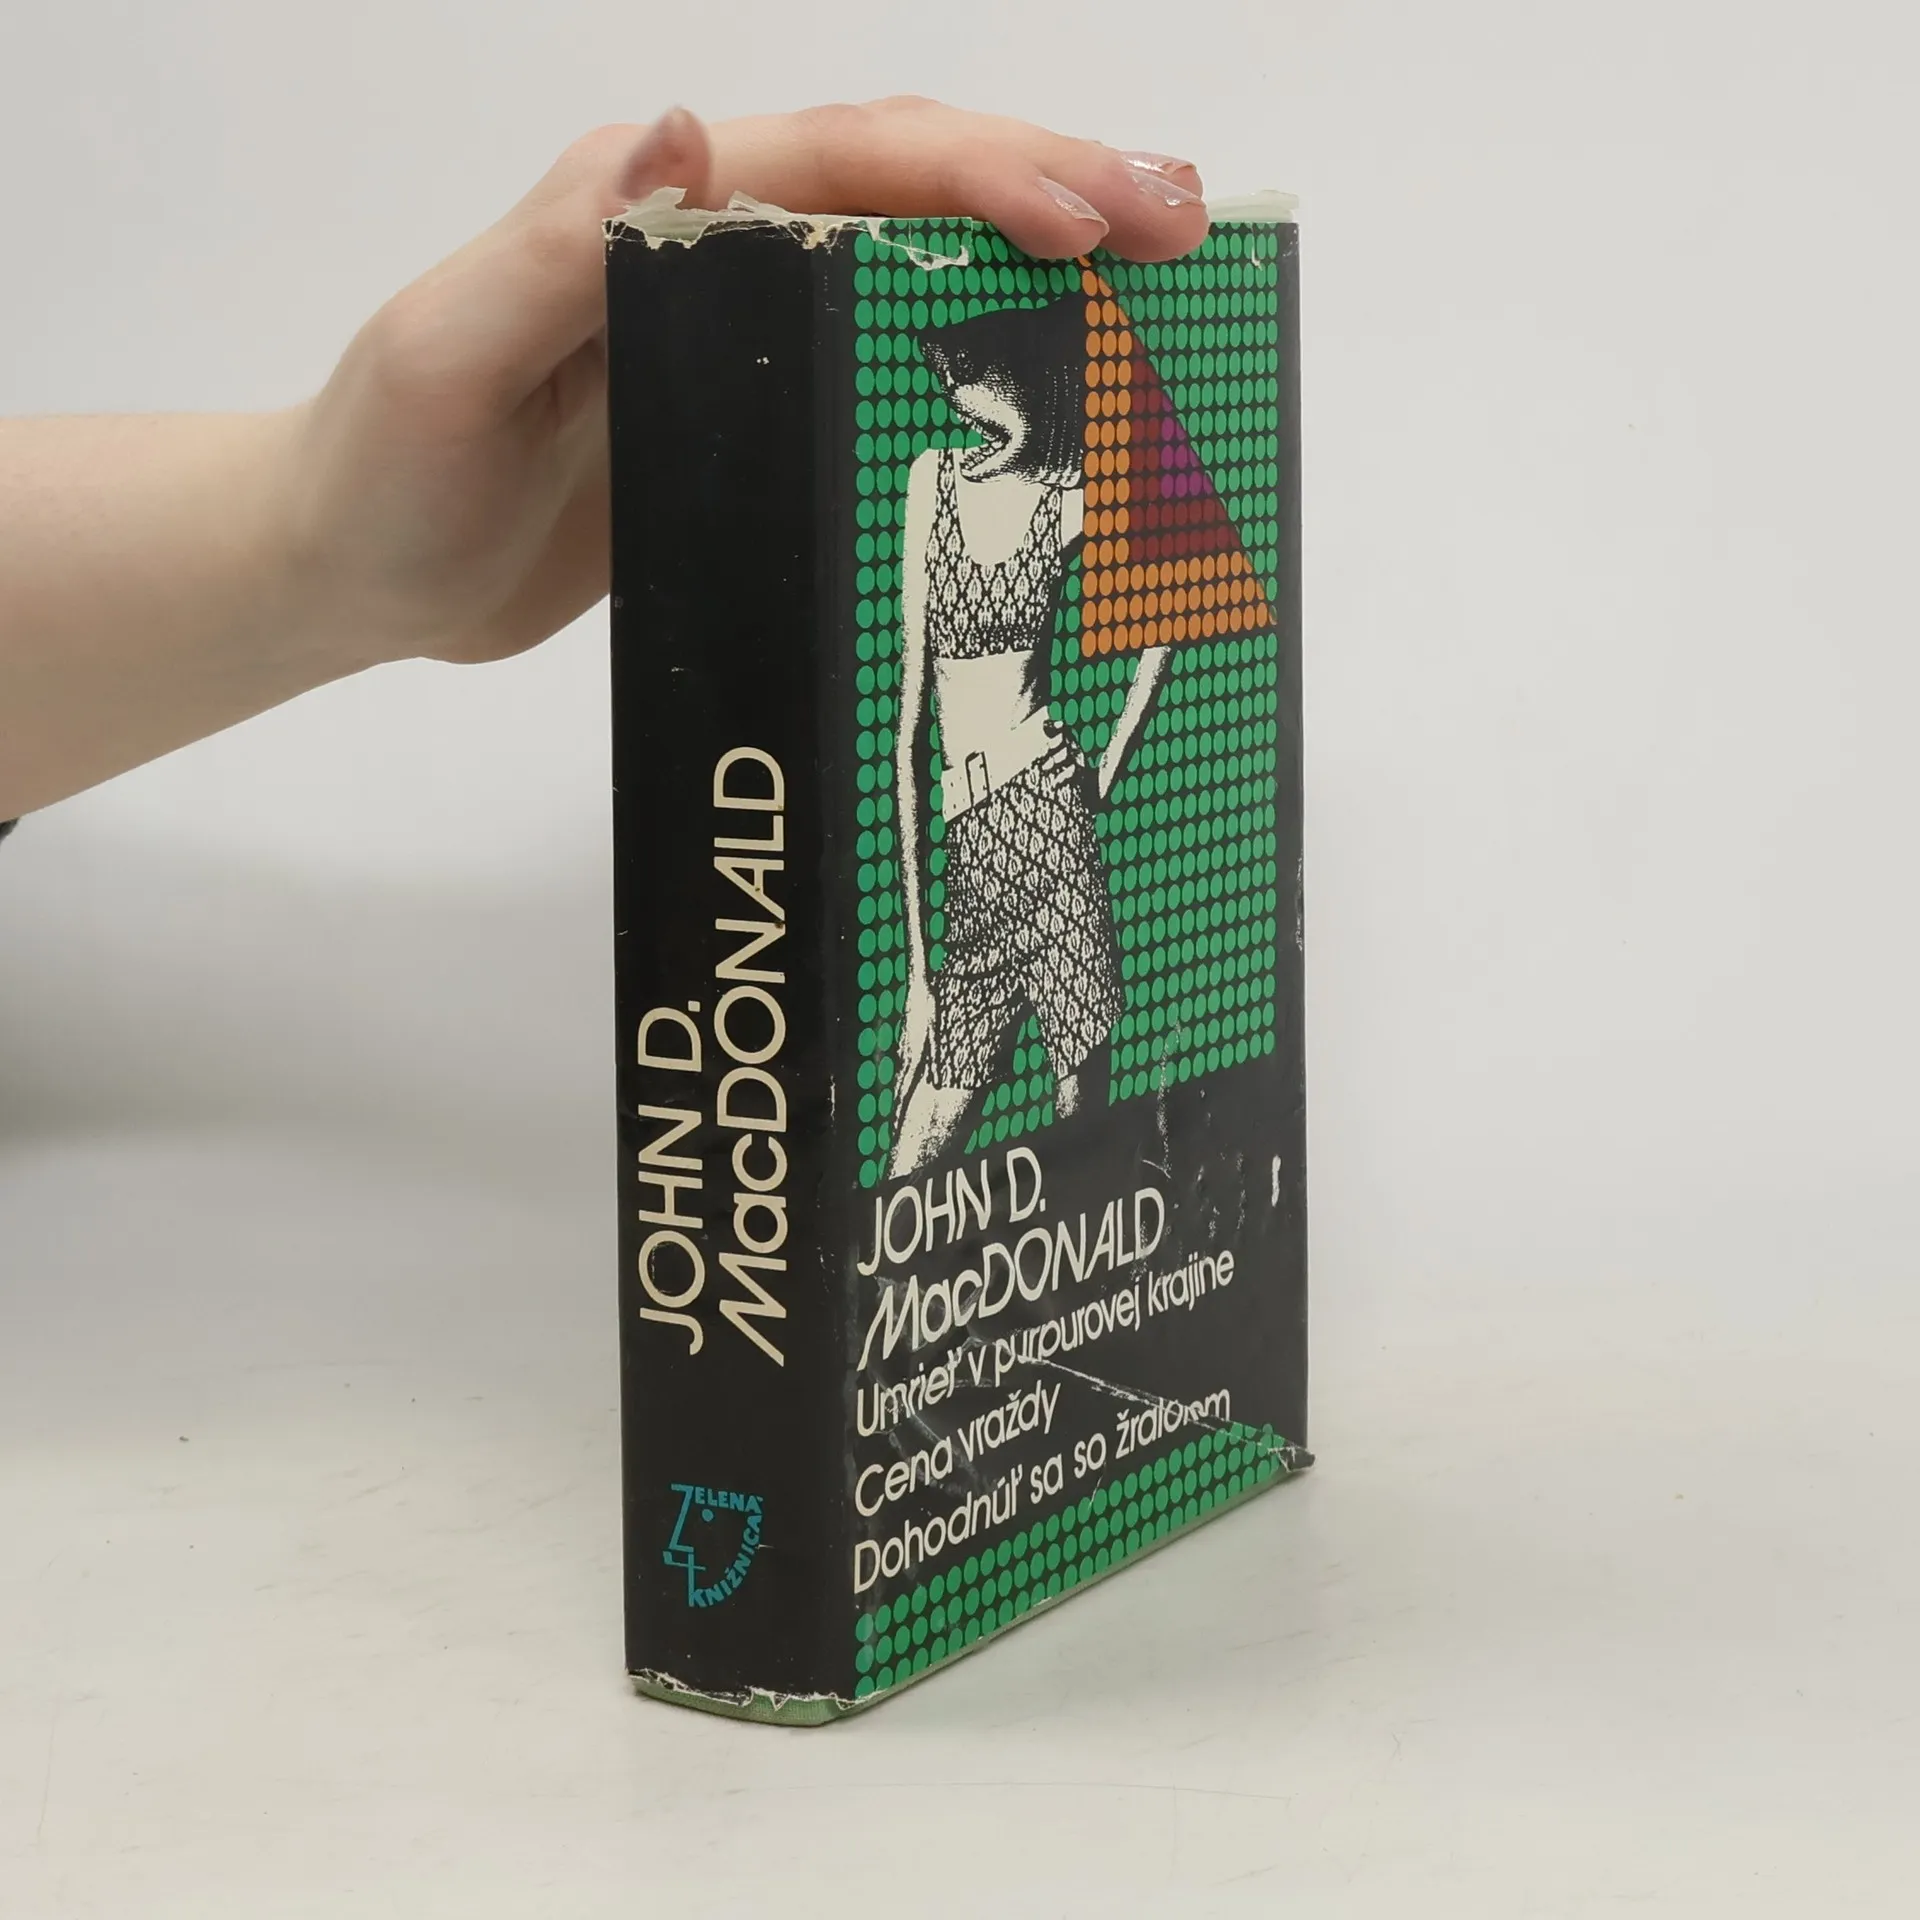 JOHN D.
MacDONALD
ZELENÁ
KNIŽNICA
JOHN D.
MacDONALD
Umrieť v purpurovej krajine
Cena vraždy
Dohodnúť sa so žralokom